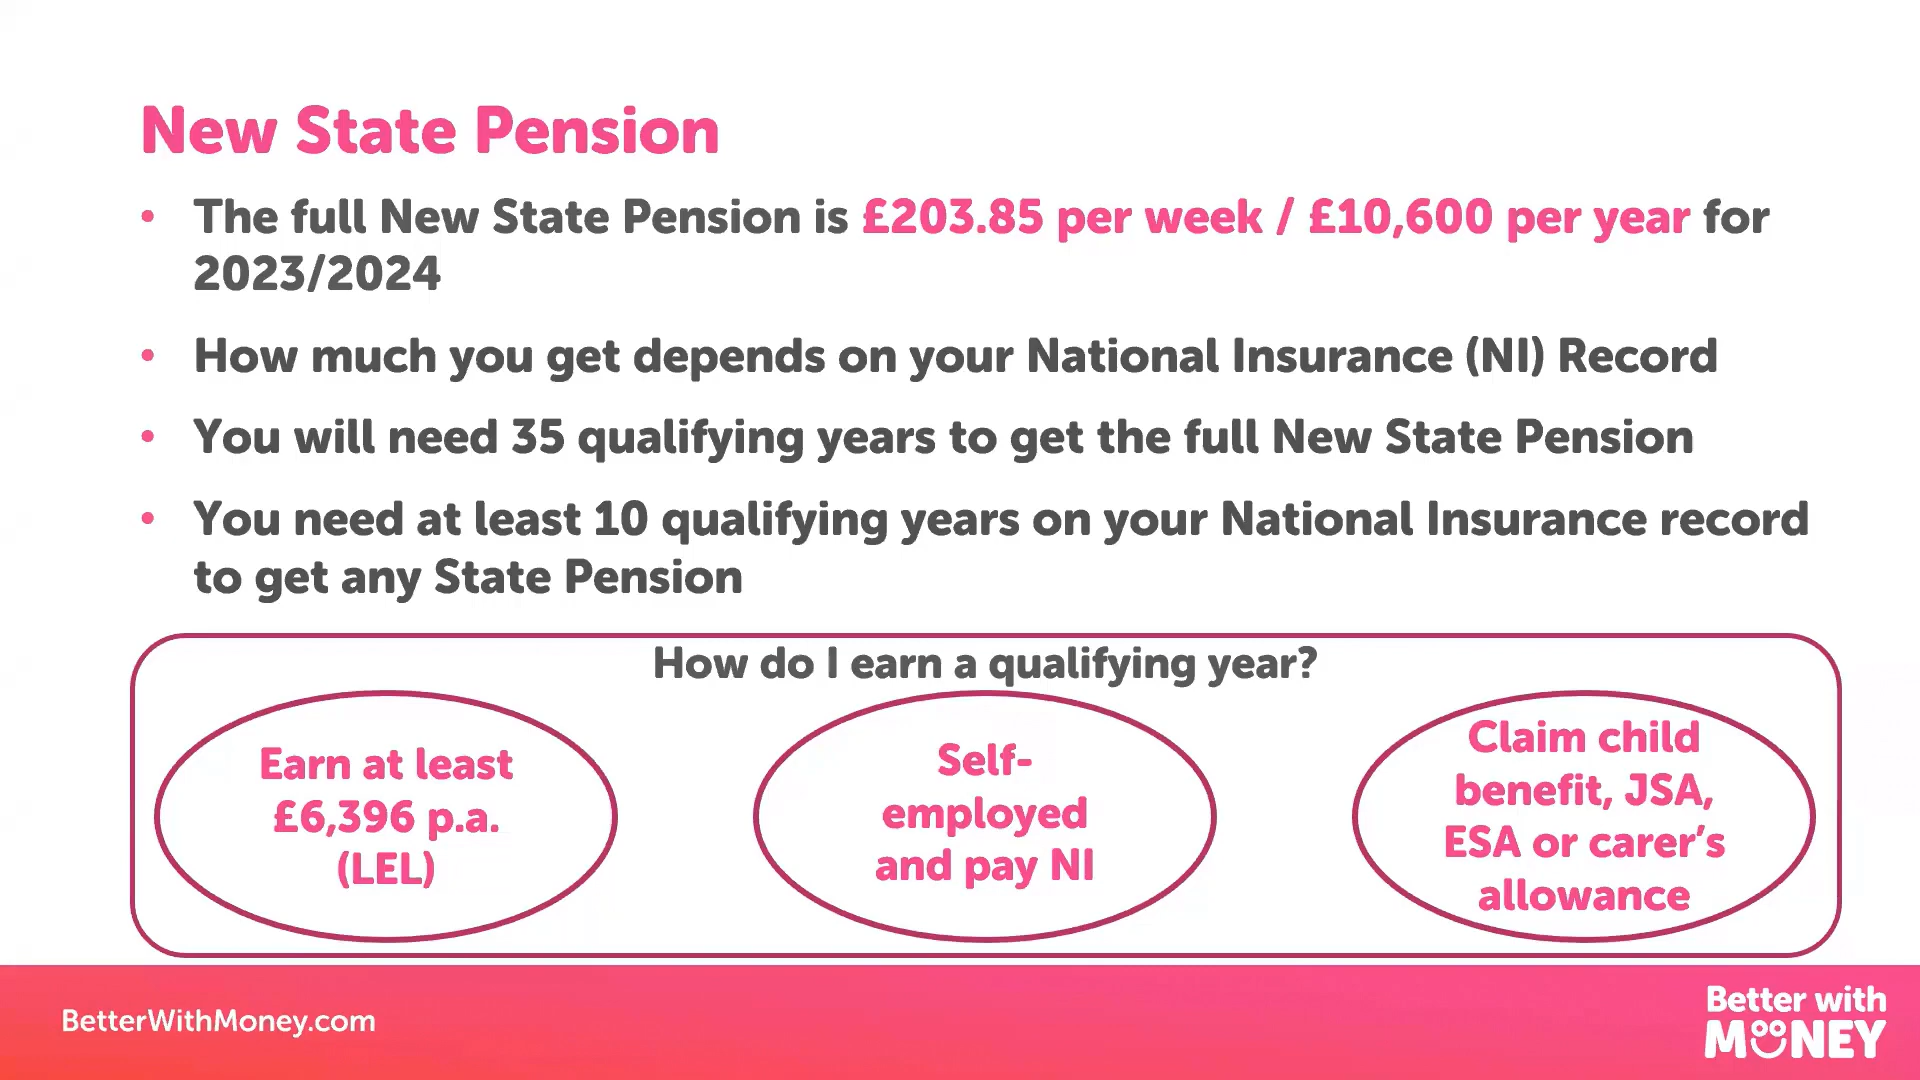 New State Pension
• The full New State Pension is £203.85 per week / £10,600 per year for
2023/2024
• How much you get depends on your National Insurance (NI) Record
• You will need 35 qualifying years to get the full New State Pension
• You need at least 10 qualifying years on your National Insurance record
to get any State Pension
How do I earn a qualifying year?
Earn at least
£6,396 p.a.
(LEL)
Self-
employed
and pay NI
Claim child
benefit, JSA,
ESA or carer's
allowance
BetterWithMoney.com
Better with
MONEY